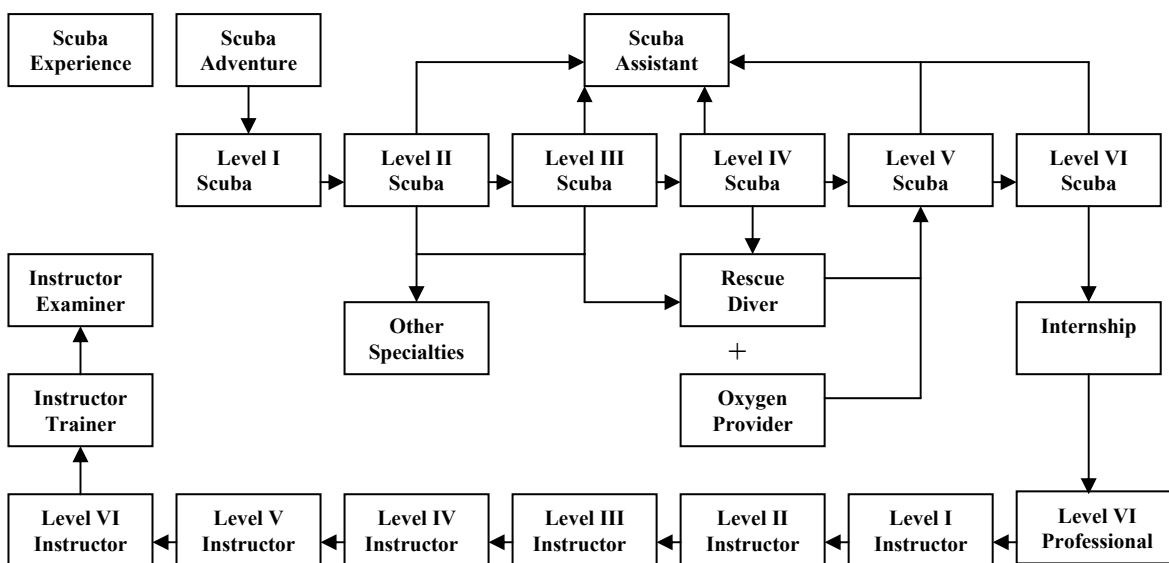 Scuba
Experience
Scuba
Adventure
Scuba
Assistant
Level I
Scuba
Level II
Scuba
Level III
Scuba
Level IV
Scuba
Level V
Scuba
Level VI
Scuba
Instructor
Examiner
Rescue
Diver
Internship
Other
Specialties
+
Instructor
Trainer
Oxygen
Provider
Level VI
Instructor
Level V
Instructor
Level IV
Instructor
Level III
Instructor
Level II
Instructor
Level I
Instructor
Level VI
Professional